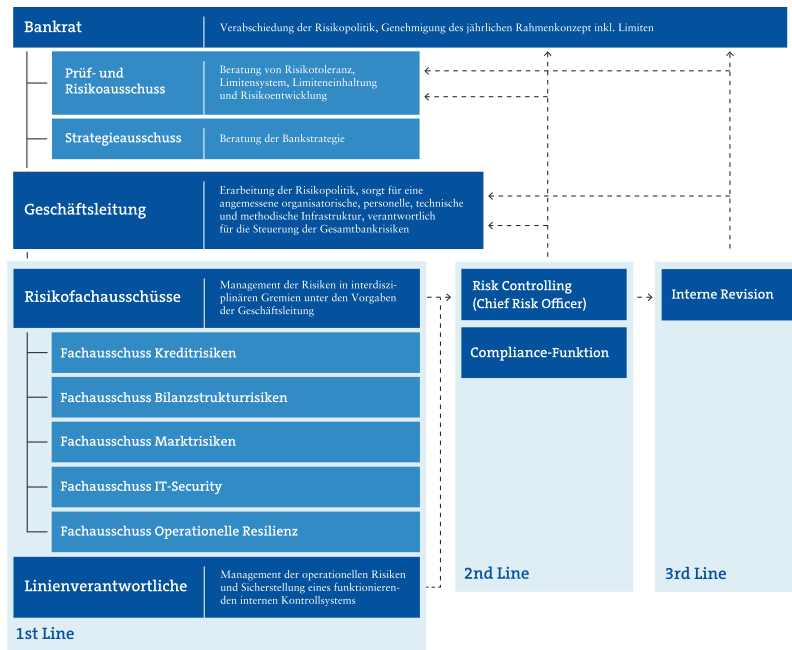 Bankrat
Verabschiedung der Risikopolitik, Genehmigung des jährlichen Rahmenkonzept inkl. Limiten
Prüf- und
Risikoausschuss
Beratung von Risikotoleranz,
Limitensystem, Limiteneinhaltung
und Risikoentwicklung
Strategieausschuss
Beratung der Bankstrategie
Geschäftsleitung
Erarbeitung der Risikopolitik, sorgt für eine
angemessene organisatorische, personelle, technische
und methodische Infrastruktur, verantwortlich
für die Steuerung der Gesamtbankrisiken
Risikofachausschüsse
Management der Risiken in interdiszi-
plinären Gremien unter den Vorgaben
der Geschäftsleitung
Fachausschuss Kreditrisiken
Fachausschuss Bilanzstrukturrisiken
Fachausschuss Marktrisiken
Fachausschuss IT-Security
Fachausschuss Operationelle Resilienz
Linienverantwortliche
Management der operationellen Risiken
und Sicherstellung eines funktionieren-
den internen Kontrollsystems
1st Line
Risk Controlling
(Chief Risk Officer)
Compliance-Funktion
2nd Line
Interne Revision
3rd Line